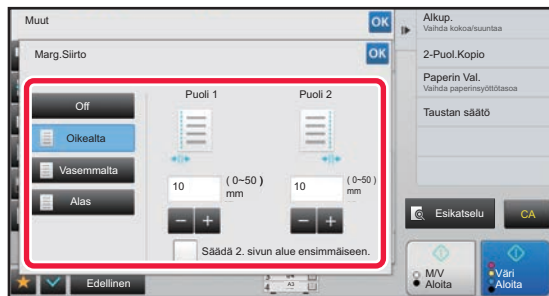 Muut
OK
Marg.Siirto
OK
Off
Oikealta
Vasemmalta
Alas
Puoli 1
Puoli 2
10
( 0~50 )
mm
10
( 0~50 )
mm
Säädä 2. sivun alue ensimmäiseen.
Edellinen
A3
Alkup.
Vaihda kokoa/suuntaa
2-Puol.Kopio
Paperin Val.
Vaihda paperinsyöttötasoa
Taustan säätö
Esikatselu
CA
M/V
Aloita
Väri
Aloita